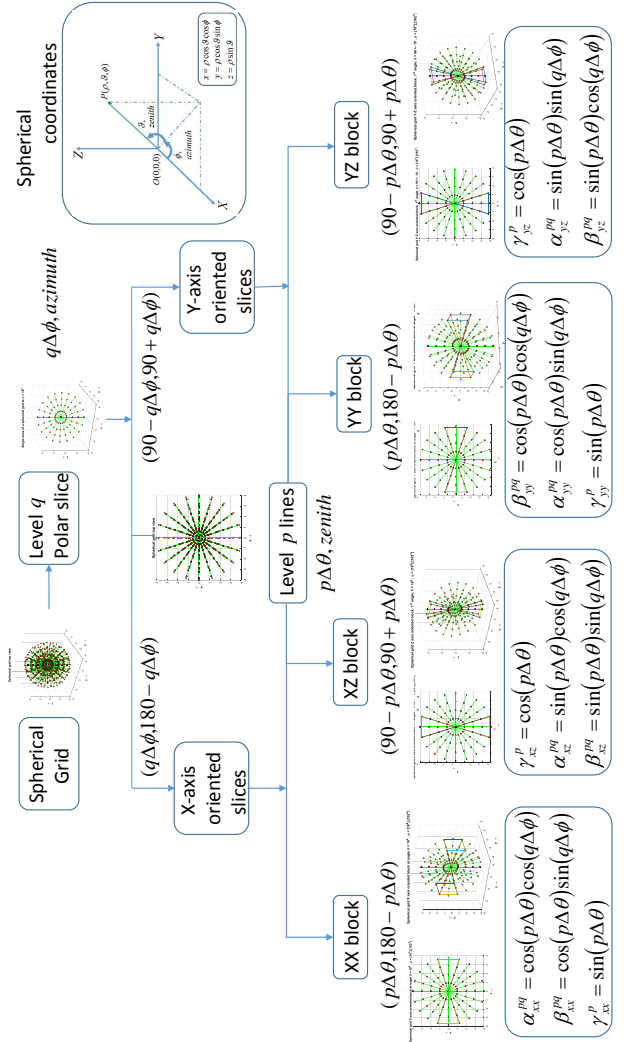 Spherical
Grid
Level q
Polar slice
qΔϕ, azimuth
Spherical
coordinates
Z
Y
X
P(ρ,ϑ,ϕ)
ϑ,
zenith
O(0,0,0)
ϕ,
azimuth
x = ρ cosϑ cosϕ
y = ρ cosϑ sinϕ
z = ρ sinϑ
(qΔϕ,180 − qΔϕ)
(90 − qΔϕ,90 + qΔϕ)
X-axis
oriented
slices
Y-axis
oriented
slices
Level p lines
pΔθ, zenith
XX block
XZ block
YY block
YZ block
(pΔθ,180 − pΔθ)
(90 − pΔθ,90 + pΔθ)
(pΔθ,180 − pΔθ)
(90 − pΔθ,90 + pΔθ)
α_xx^pq = cos(pΔθ)cos(qΔϕ)
β_xx^pq = cos(pΔθ)sin(qΔϕ)
γ_xx^p = sin(pΔθ)
γ_xz^p = cos(pΔθ)
α_xz^pq = sin(pΔθ)cos(qΔϕ)
β_xz^pq = sin(pΔθ)sin(qΔϕ)
β_yy^pq = cos(pΔθ)cos(qΔϕ)
α_yy^pq = cos(pΔθ)sin(qΔϕ)
γ_yy^p = sin(pΔθ)
γ_yz^p = cos(pΔθ)
α_yz^pq = sin(pΔθ)sin(qΔϕ)
β_yz^pq = sin(pΔθ)cos(qΔϕ)